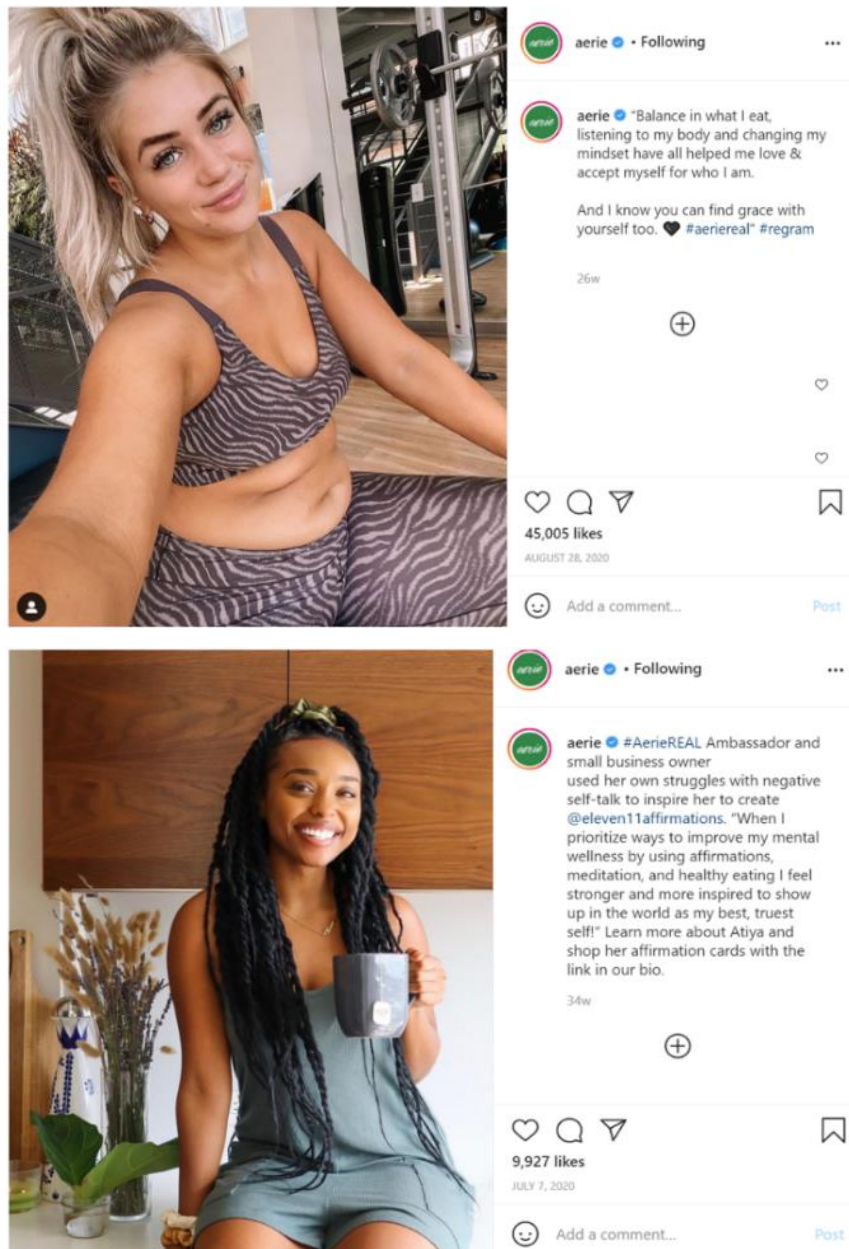 aerie • Following
aerie "Balance in what I eat,
listening to my body and changing my
mindset have all helped me love &
accept myself for who I am.
And I know you can find grace with
yourself too. 🖤 #aeriereal" #regram
26w
45,005 likes
AUGUST 28, 2020
Add a comment...
Post
aerie • Following
aerie #AerieREAL Ambassador and
small business owner
used her own struggles with negative
self-talk to inspire her to create
@eleven11affirmations. "When I
prioritize ways to improve my mental
wellness by using affirmations,
meditation, and healthy eating I feel
stronger and more inspired to show
up in the world as my best, truest
self!" Learn more about Atiya and
shop her affirmation cards with the
link in our bio.
34w
9,927 likes
JULY 7, 2020
Add a comment...
Post